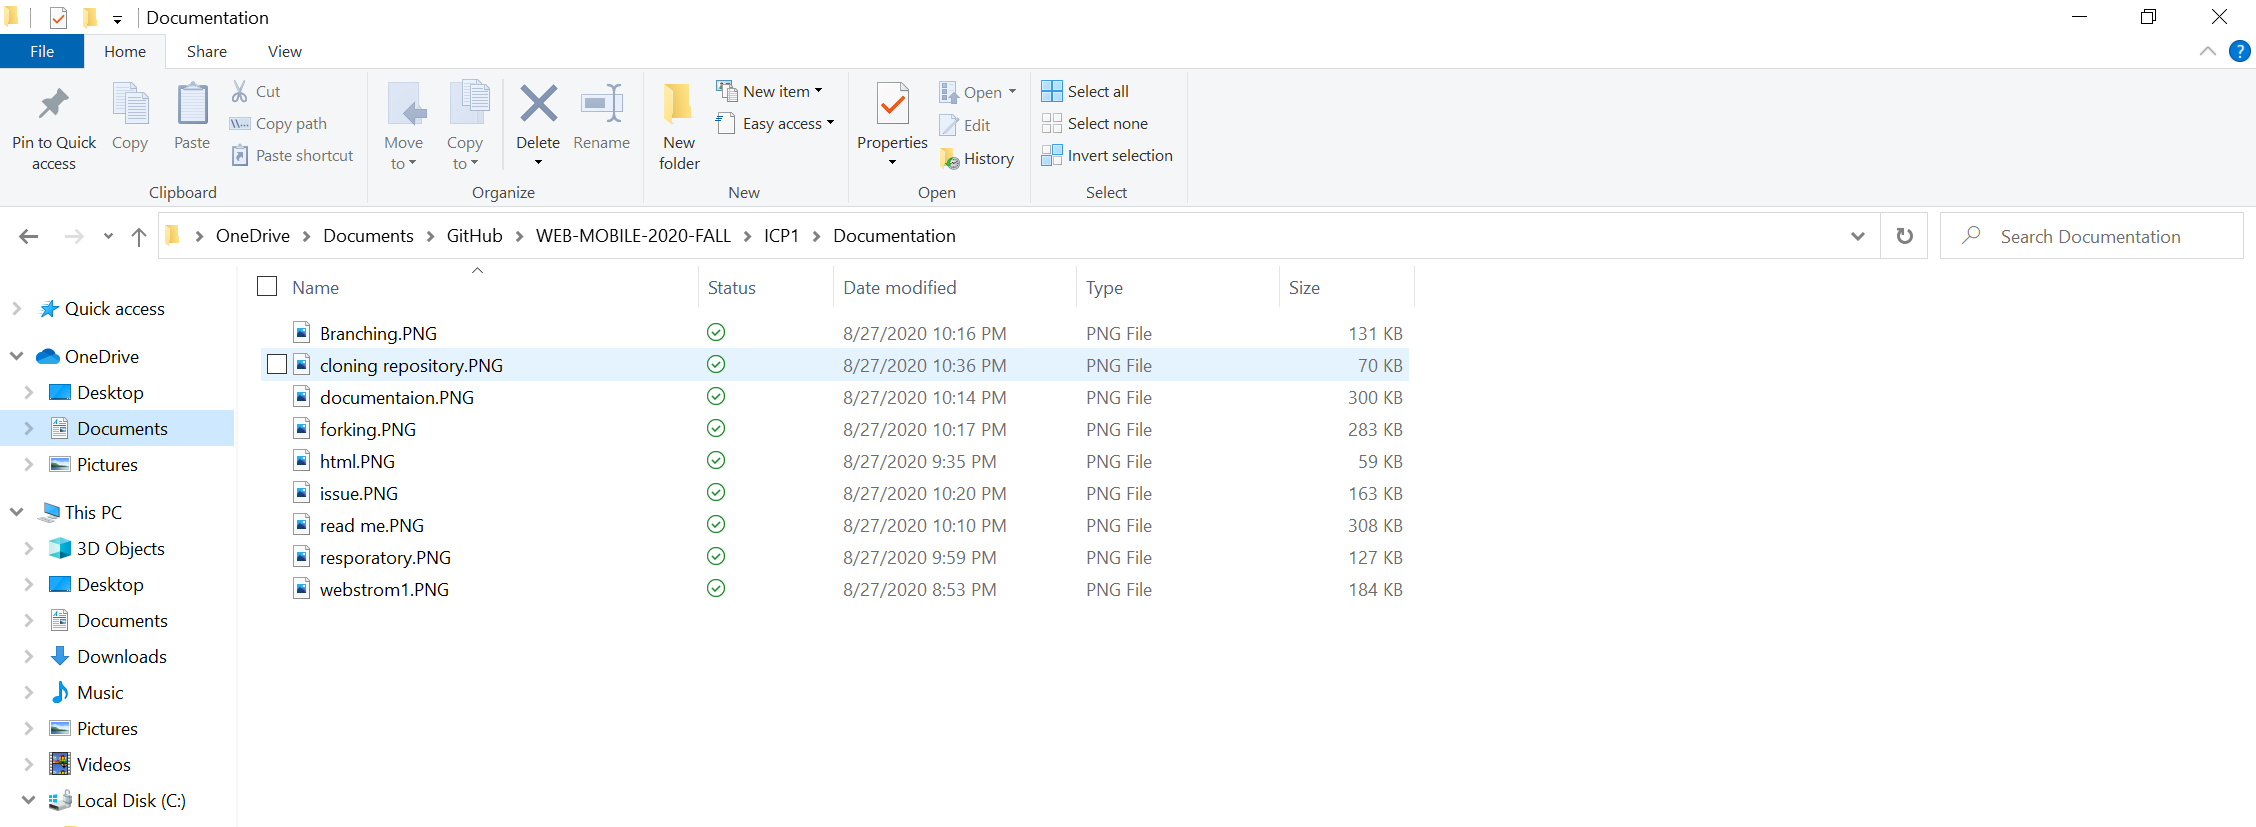 Documentation
File Home Share View
Pin to Quick access
Copy
Paste
Cut
Copy path
Paste shortcut
Clipboard
Move to
Copy to
Delete
Rename
Organize
New folder
New item
Easy access
New
Properties
Open
Edit
History
Open
Select all
Select none
Invert selection
Select
OneDrive Documents GitHub WEB-MOBILE-2020-FALL ICP1 Documentation
Search Documentation
Quick access
OneDrive
Desktop
Documents
Pictures
This PC
3D Objects
Desktop
Documents
Downloads
Music
Pictures
Videos
Local Disk (C:)
Name Status Date modified Type Size
Branching.PNG 8/27/2020 10:16 PM PNG File 131 KB
cloning repository.PNG 8/27/2020 10:36 PM PNG File 70 KB
documentaion.PNG 8/27/2020 10:14 PM PNG File 300 KB
forking.PNG 8/27/2020 10:17 PM PNG File 283 KB
html.PNG 8/27/2020 9:35 PM PNG File 59 KB
issue.PNG 8/27/2020 10:20 PM PNG File 163 KB
read me.PNG 8/27/2020 10:10 PM PNG File 308 KB
resporatory.PNG 8/27/2020 9:59 PM PNG File 127 KB
webstrom1.PNG 8/27/2020 8:53 PM PNG File 184 KB